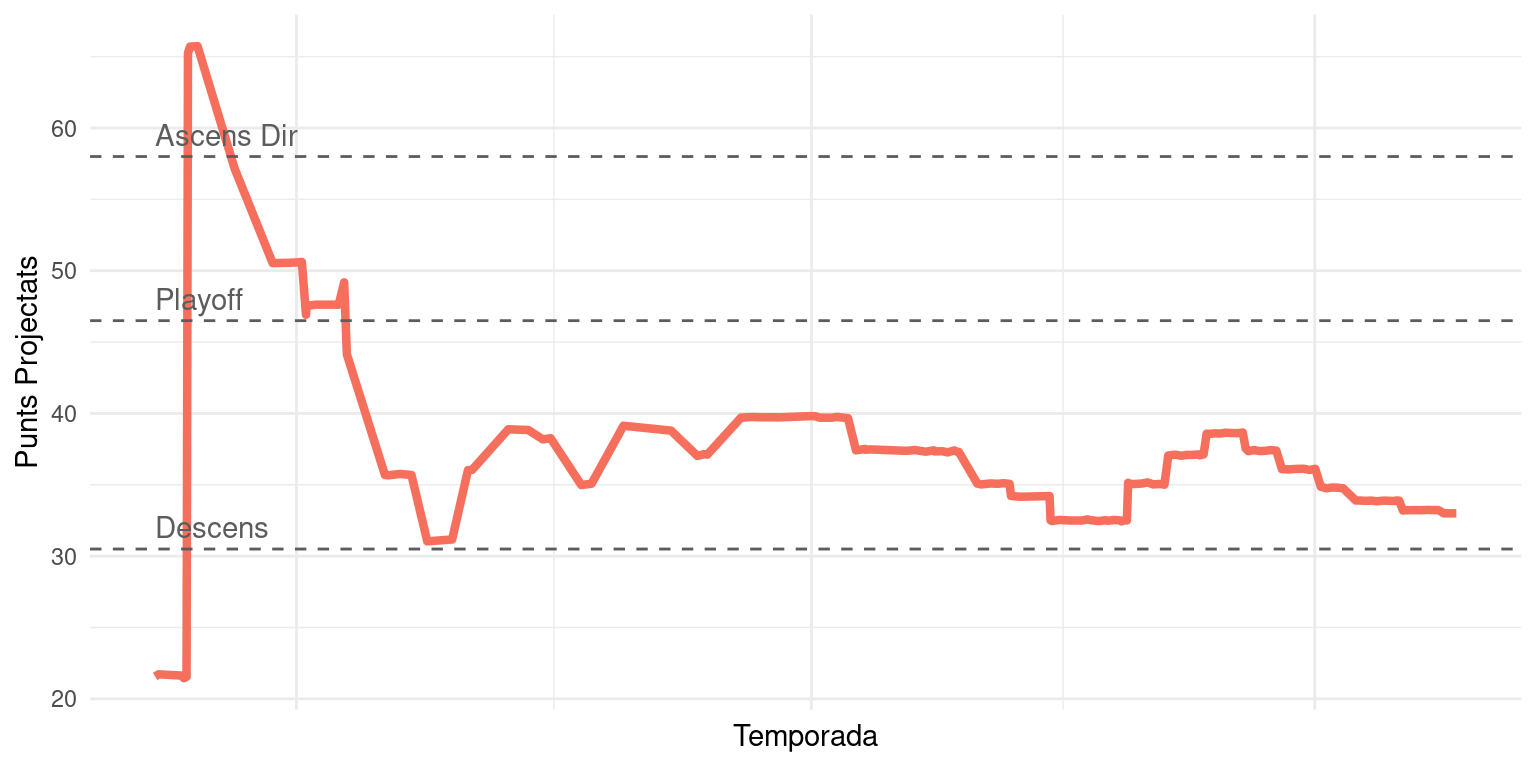 60
50
40
30
20
Ascens Dir
Playoff
Descens
Punts Projectats
Temporada